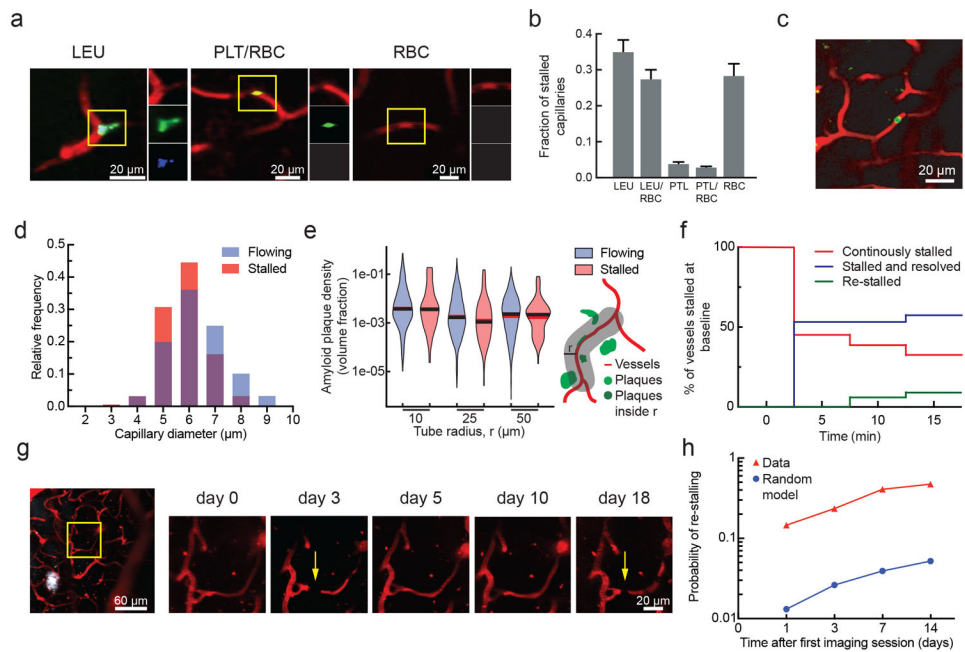 a
LEU
PLT/RBC
RBC
20 μm
20 μm
20 μm
b
Fraction of stalled
capillaries
0.4
0.3
0.2
0.1
0.0
LEU
LEU/
RBC
PTL
PTL/
RBC
RBC
c
20 μm
d
Relative frequency
0.5
0.4
0.3
0.2
0.1
0.0
Flowing
Stalled
2 3 4 5 6 7 8 9 10
Capillary diameter (μm)
e
Amyloid plaque density
(volume fraction)
1e-01
1e-03
1e-05
Flowing
Stalled
10 25 50
Tube radius, r (μm)
r
Vessels
Plaques
Plaques
inside r
f
% of vessels stalled at
baseline
100
50
0
Continously stalled
Stalled and resolved
Re-stalled
0 5 10 15
Time (min)
g
60 μm
day 0
day 3
day 5
day 10
day 18
20 μm
h
Probability of re-stalling
1
0.1
0.01
Data
Random
model
0 1 3 7 14
Time after first imaging session (days)